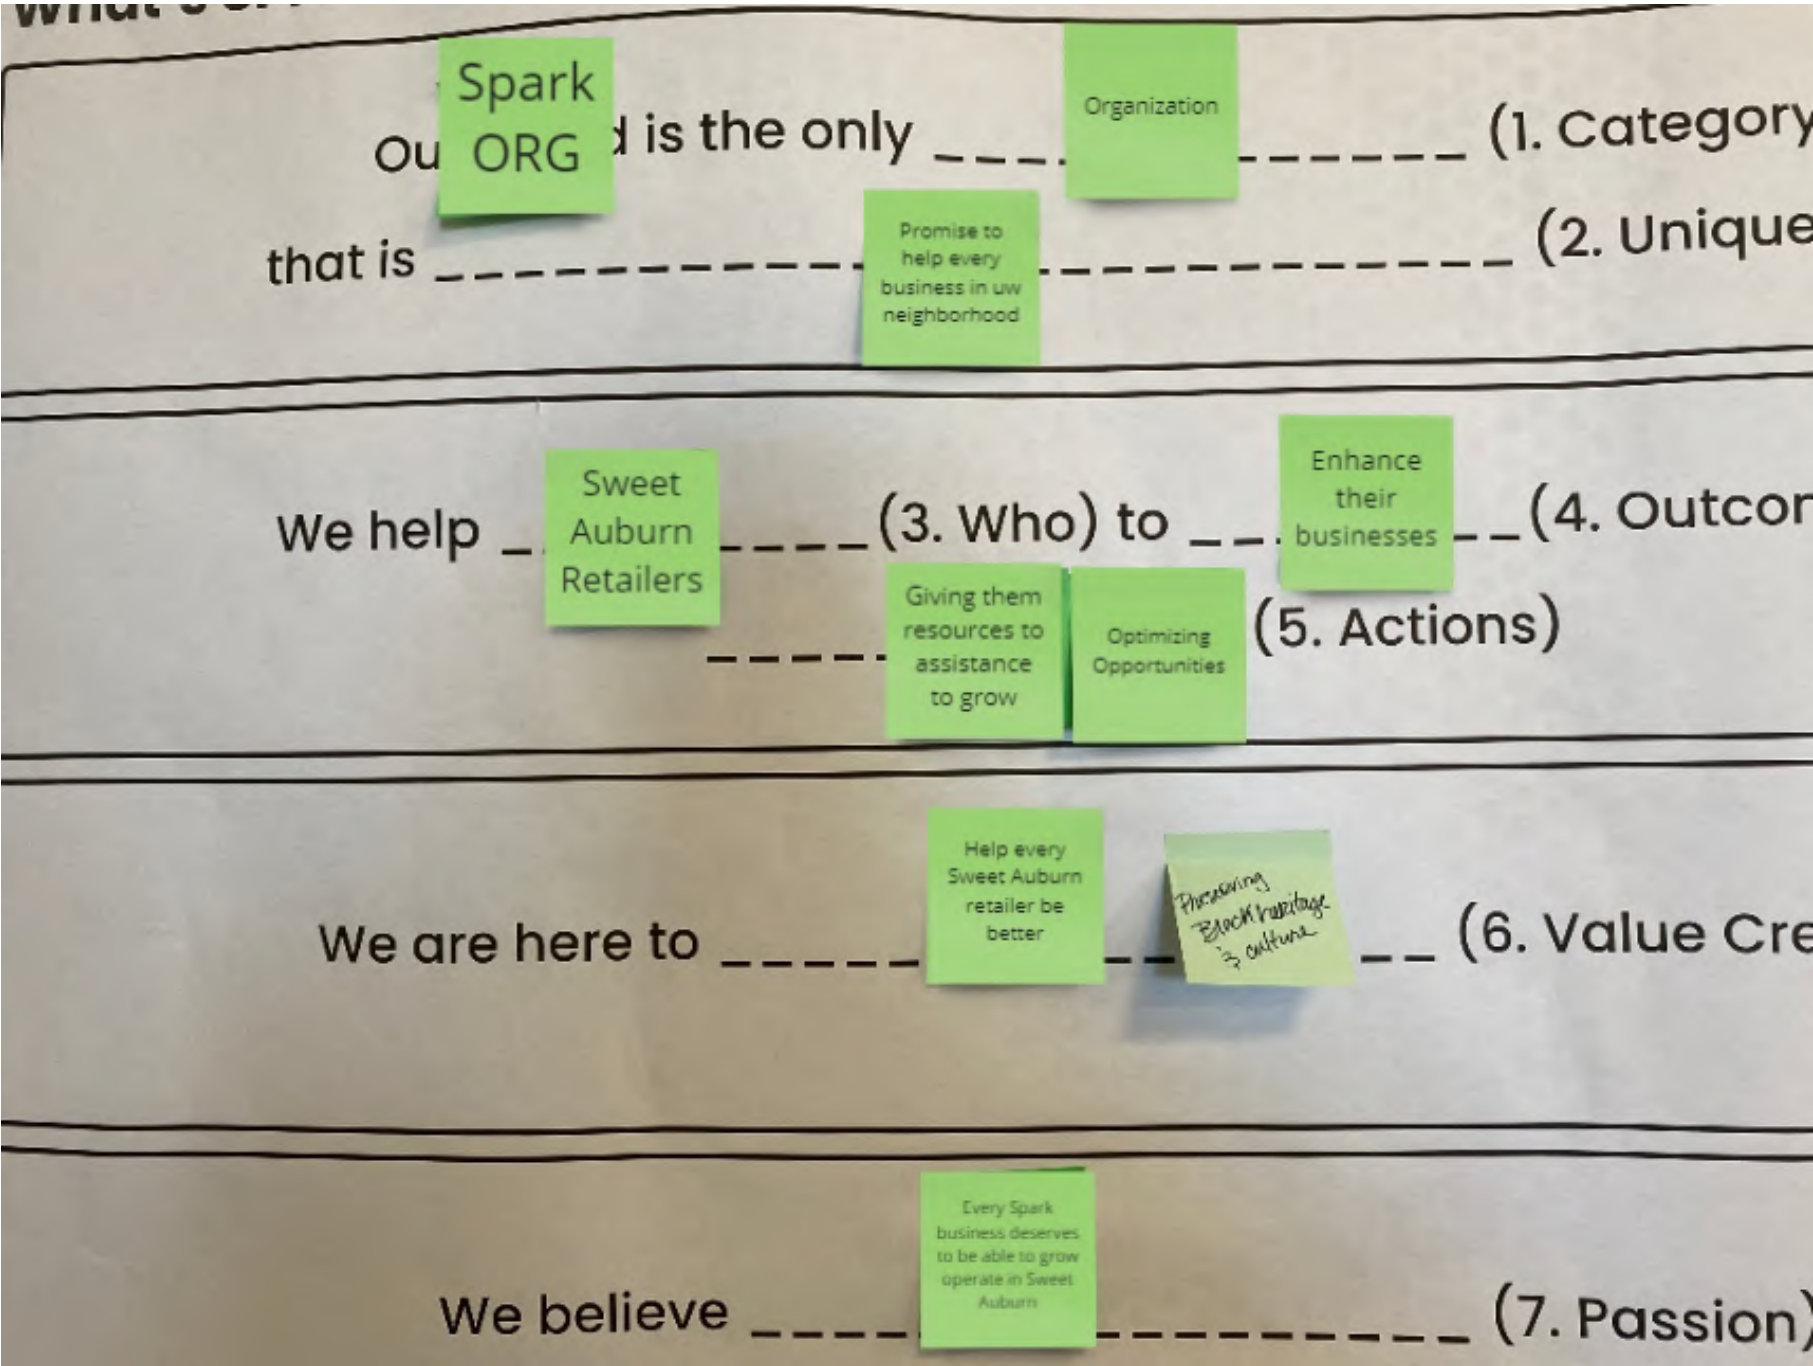 Spark
ORG
Ou d is the only
Organization
(1. Category
that is
Promise to
help every
business in uw
neighborhood
(2. Unique
We help
Sweet
Auburn
Retailers
(3. Who) to
Enhance
their
businesses
(4. Outcor
Giving them
resources to
assistance
to grow
Optimizing
Opportunities
(5. Actions)
We are here to
Help every
Sweet Auburn
retailer be
better
Preserving
Black heritage
& culture
(6. Value Cre
We believe
Every Spark
business deserves
to be able to grow
operate in Sweet
Auburn
(7. Passion)